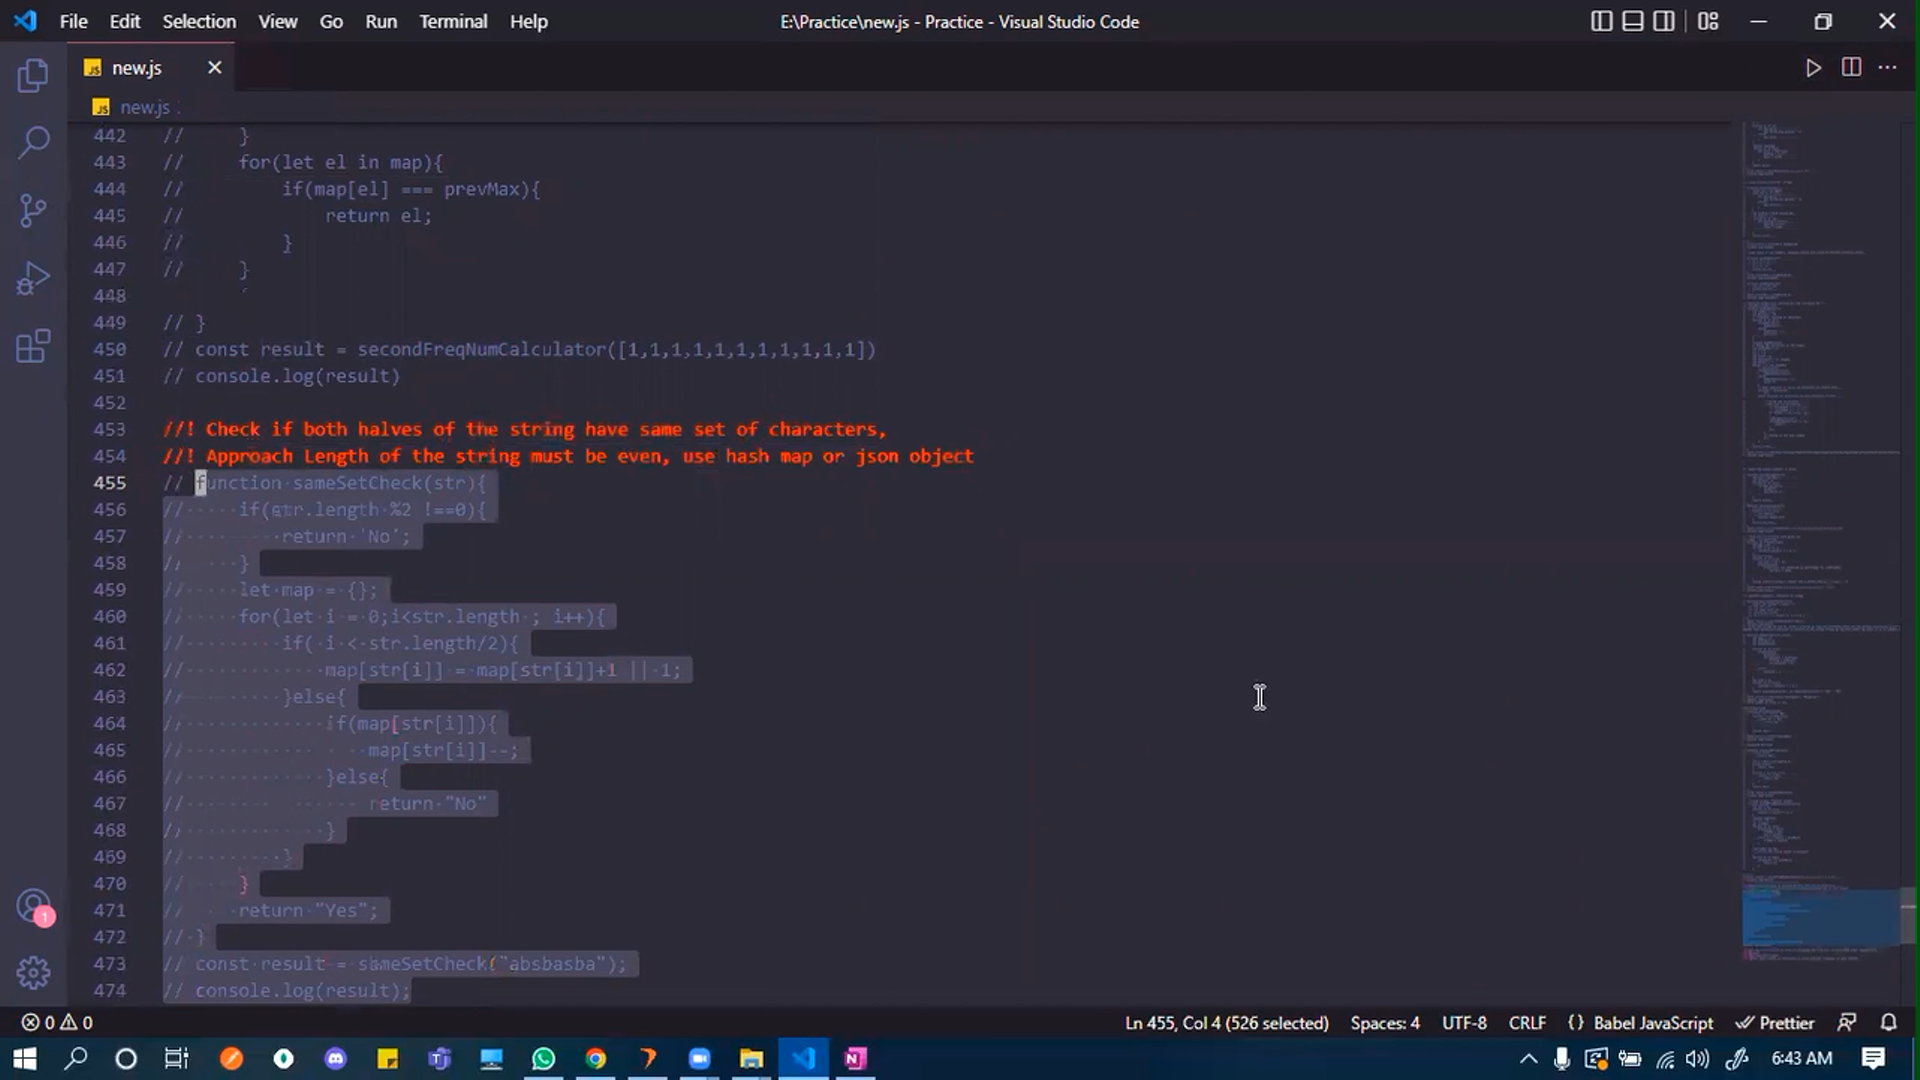 File Edit Selection View Go Run Terminal Help
E:\Practice\new.js - Practice - Visual Studio Code
JS new.js
JS new.js
442 //     }
443 //     for(let el in map){
444 //         if(map[el] === prevMax){
445 //             return el;
446 //         }
447 //     }
448
449 // }
450 // const result = secondFreqNumCalculator([1,1,1,1,1,1,1,1,1,1,1])
451 // console.log(result)
452
453 //! Check if both halves of the string have same set of characters,
454 //! Approach Length of the string must be even, use hash map or json object
455 // function sameSetCheck(str){
456 //     if(str.length %2 !==0){
457 //         return 'No';
458 //     }
459 //     let map = {};
460 //     for(let i = 0;i<str.length ; i++){
461 //         if( i < str.length/2){
462 //             map[str[i]] = map[str[i]]+1 || 1;
463 //         }else{
464 //             if(map[str[i]]){
465 //                 map[str[i]]--;
466 //             }else{
467 //                 return "No"
468 //             }
469 //         }
470 //     }
471 //     return "Yes";
472 // }
473 // const result = sameSetCheck("absbasba");
474 // console.log(result);
1
0 0
Ln 455, Col 4 (526 selected) Spaces: 4 UTF-8 CRLF {} Babel JavaScript Prettier
6:43 AM